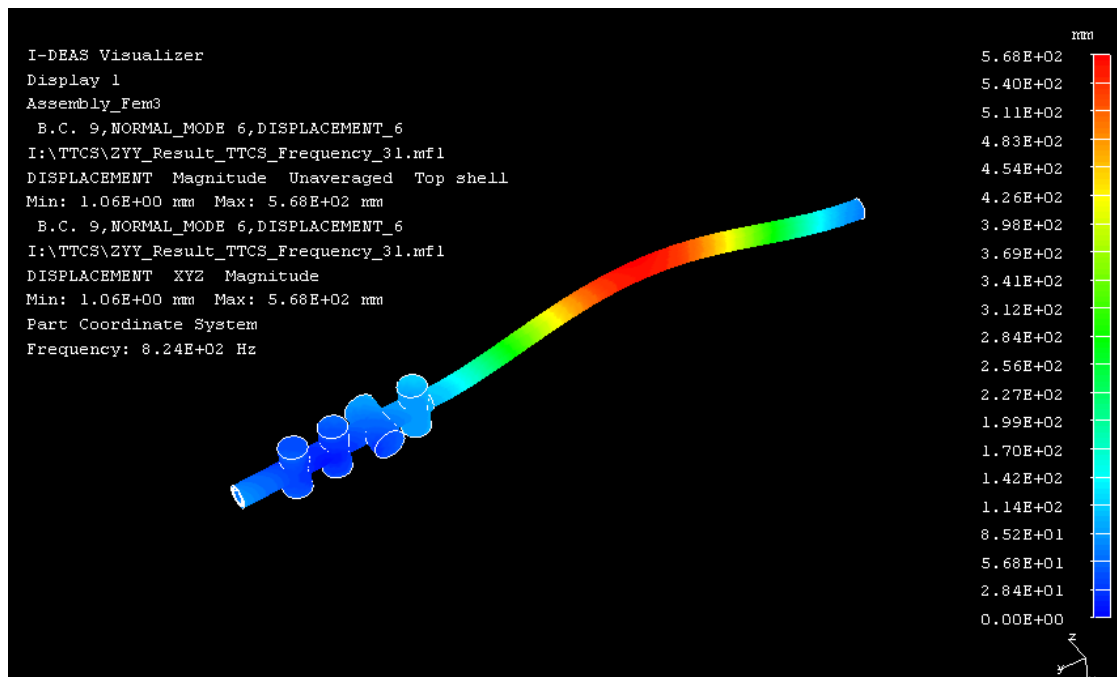 I-DEAS Visualizer
Display 1
Assembly_Fem3
B.C. 9,NORMAL_MODE 6,DISPLACEMENT_6
I:\TTCS\ZYY_Result_TTCS_Frequency_31.mf1
DISPLACEMENT Magnitude Unaveraged Top shell
Min: 1.06E+00 mm Max: 5.68E+02 mm
B.C. 9,NORMAL_MODE 6,DISPLACEMENT_6
I:\TTCS\ZYY_Result_TTCS_Frequency_31.mf1
DISPLACEMENT XYZ Magnitude
Min: 1.06E+00 mm Max: 5.68E+02 mm
Part Coordinate System
Frequency: 8.24E+02 Hz
mm
5.68E+02
5.40E+02
5.11E+02
4.83E+02
4.54E+02
4.26E+02
3.98E+02
3.69E+02
3.41E+02
3.12E+02
2.84E+02
2.56E+02
2.27E+02
1.99E+02
1.70E+02
1.42E+02
1.14E+02
8.52E+01
5.68E+01
2.84E+01
0.00E+00
z
y